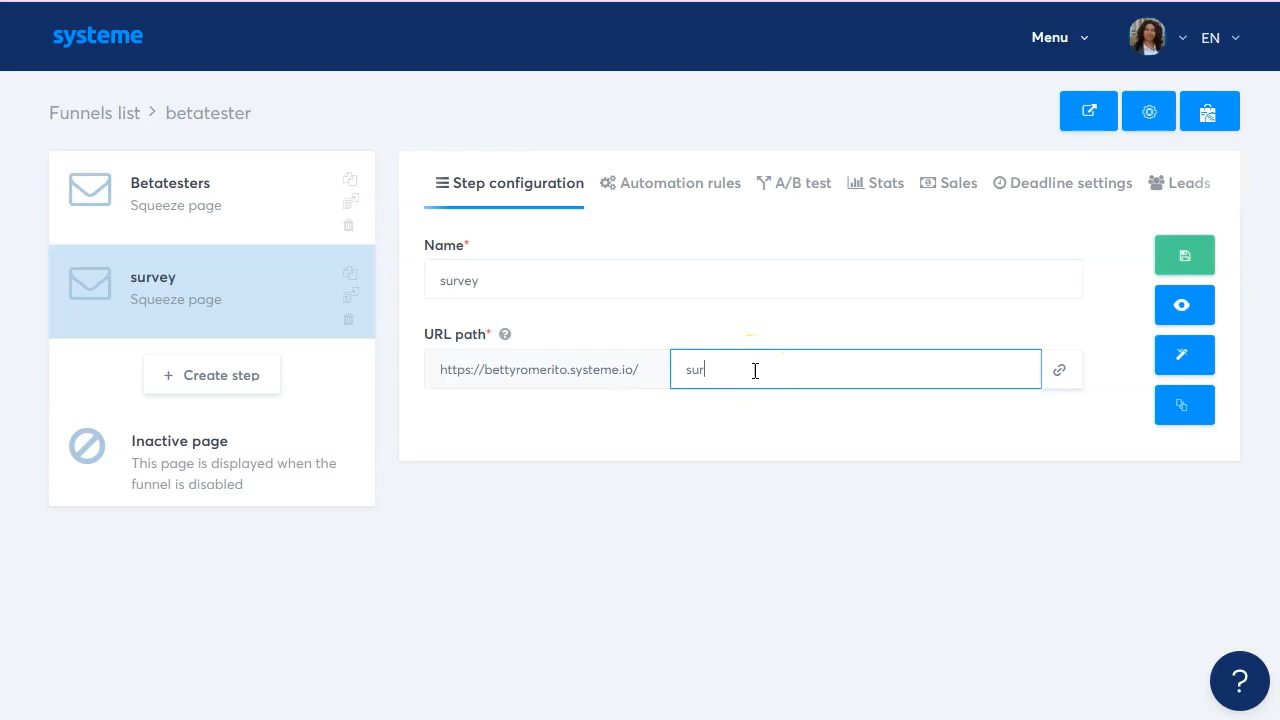 systeme
Menu
EN
Funnels list > betatester
Betatesters
Squeeze page
survey
Squeeze page
+ Create step
Inactive page
This page is displayed when the
funnel is disabled
Step configuration Automation rules A/B test Stats Sales Deadline settings Leads
Name*
survey
URL path* ?
https://bettyromerito.systeme.io/ sur
?